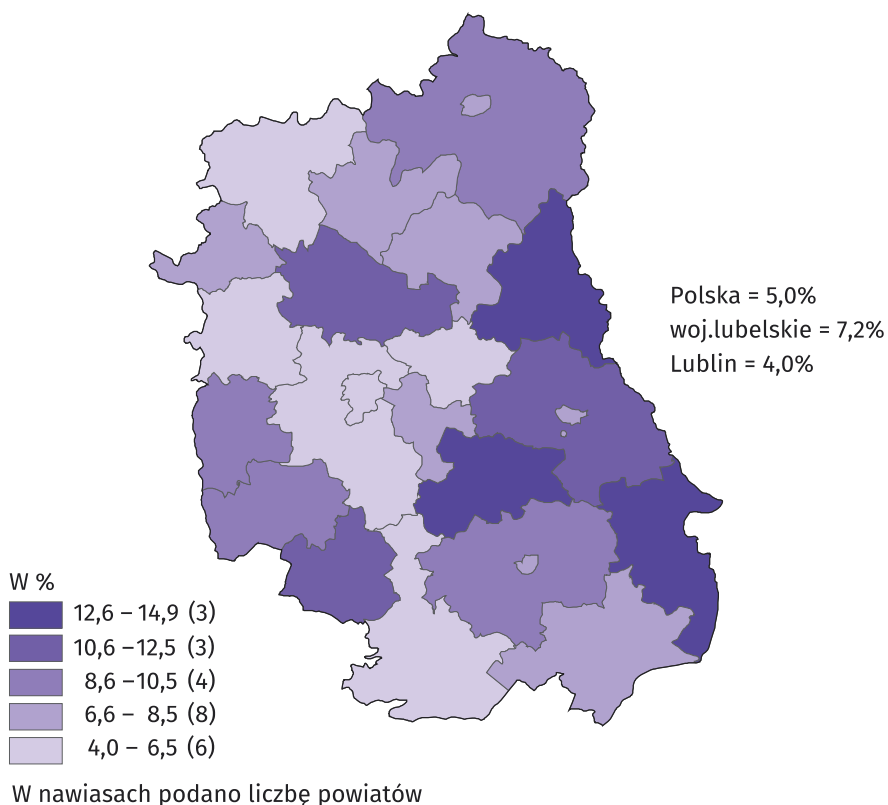 Polska = 5,0%
woj.lubelskie = 7,2%
Lublin = 4,0%
W %
12,6 – 14,9 (3)
10,6 –12,5 (3)
8,6 –10,5 (4)
6,6 – 8,5 (8)
4,0 – 6,5 (6)
W nawiasach podano liczbę powiatów